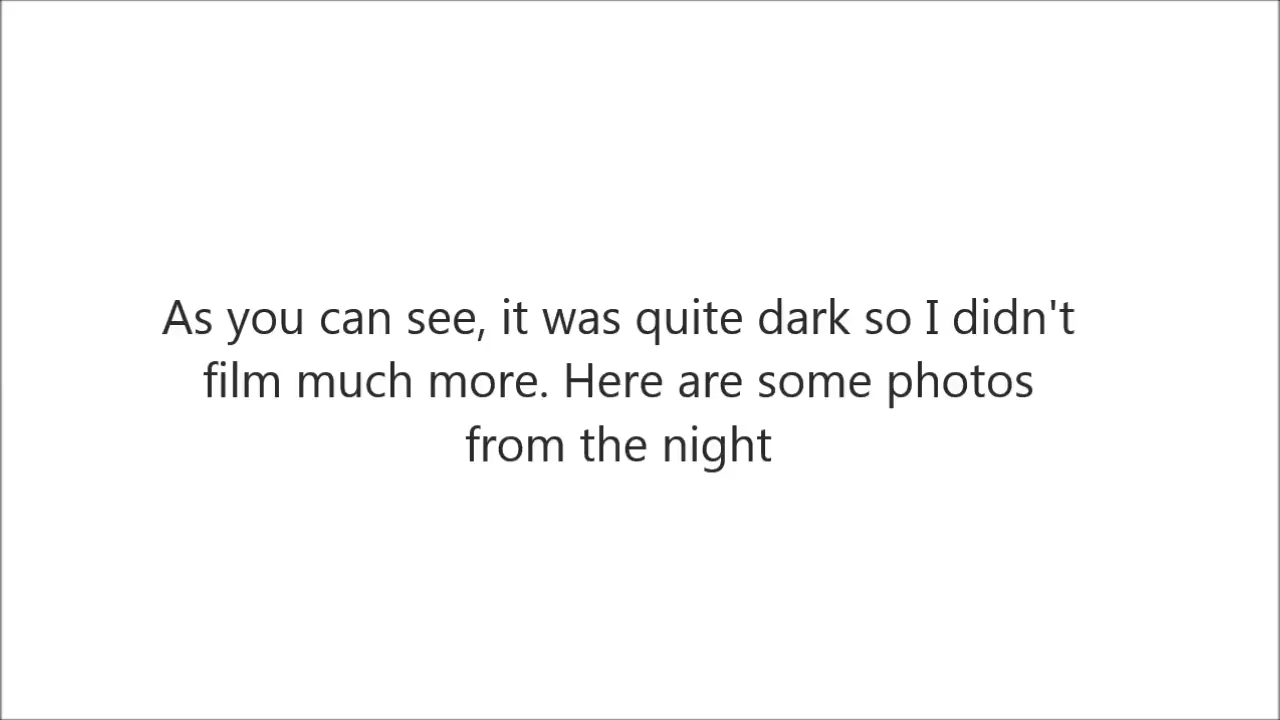 As you can see, it was quite dark so I didn't
film much more. Here are some photos
from the night